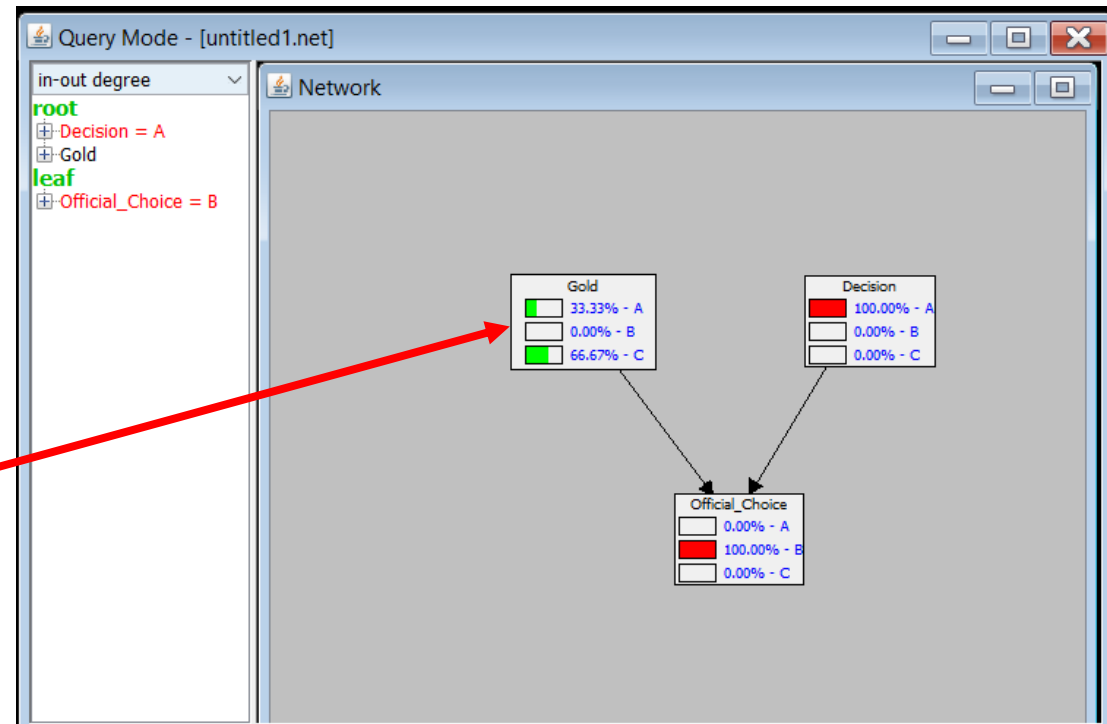 Query Mode - [untitled1.net]
in-out degree
root
Decision = A
Gold
leaf
Official_Choice = B
Network
Gold
33.33% - A
0.00% - B
66.67% - C
Decision
100.00% - A
0.00% - B
0.00% - C
Official_Choice
0.00% - A
100.00% - B
0.00% - C